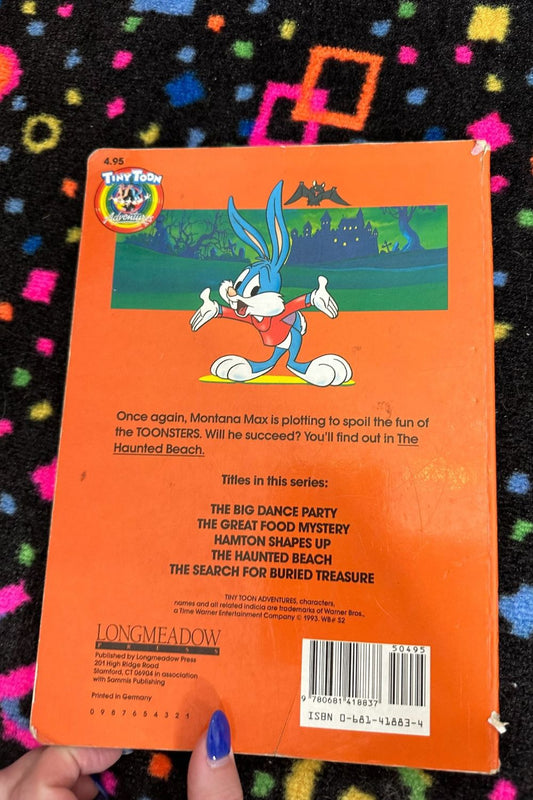 4.95
TINY TOON
Adventures
Once again, Montana Max is plotting to spoil the fun of
the TOONSTERS. Will he succeed? You'll find out in The
Haunted Beach.
Titles in this series:
THE BIG DANCE PARTY
THE GREAT FOOD MYSTERY
HAMTON SHAPES UP
THE HAUNTED BEACH
THE SEARCH FOR BURIED TREASURE
TINY TOON ADVENTURES, characters,
names and all related indicia are trademarks of Warner Bros.,
a Time Warner Entertainment Company © 1993. WB# S2
LONGMEADOW
PRESS
Published by Longmeadow Press
201 High Ridge Road
Stamford, CT 06904 in association
with Sammis Publishing
Printed in Germany
0 9 8 7 6 5 4 3 2 1
50495
9 780681 418837
ISBN 0-681-41883-4